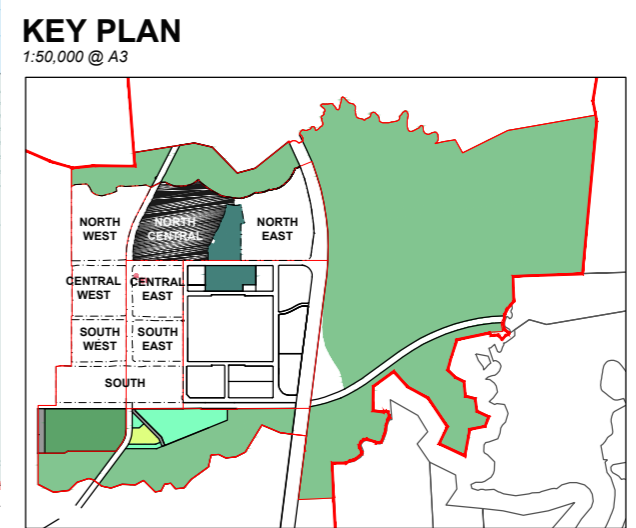 KEY PLAN
1:50,000 @ A3
NORTH
WEST
NORTH
CENTRAL
NORTH
EAST
CENTRAL
WEST
CENTRAL
EAST
SOUTH
WEST
SOUTH
EAST
SOUTH